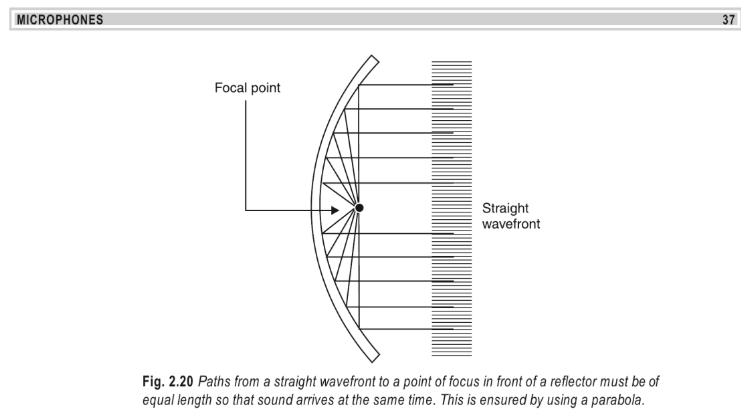 MICROPHONES 37
Focal point
Straight
wavefront
Fig. 2.20 Paths from a straight wavefront to a point of focus in front of a reflector must be of
equal length so that sound arrives at the same time. This is ensured by using a parabola.